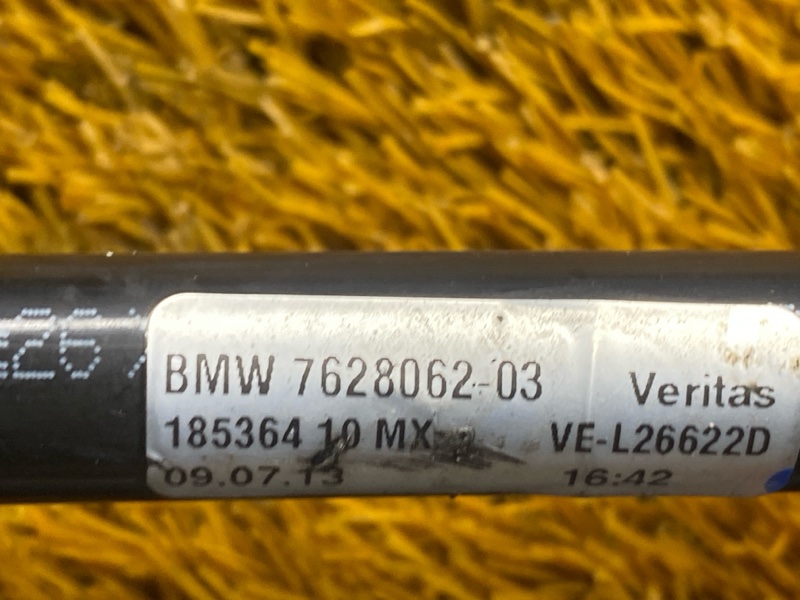 BMW 7628062-03 Veritas
185364 10 MX VE-L26622D
09.07.13 16:42